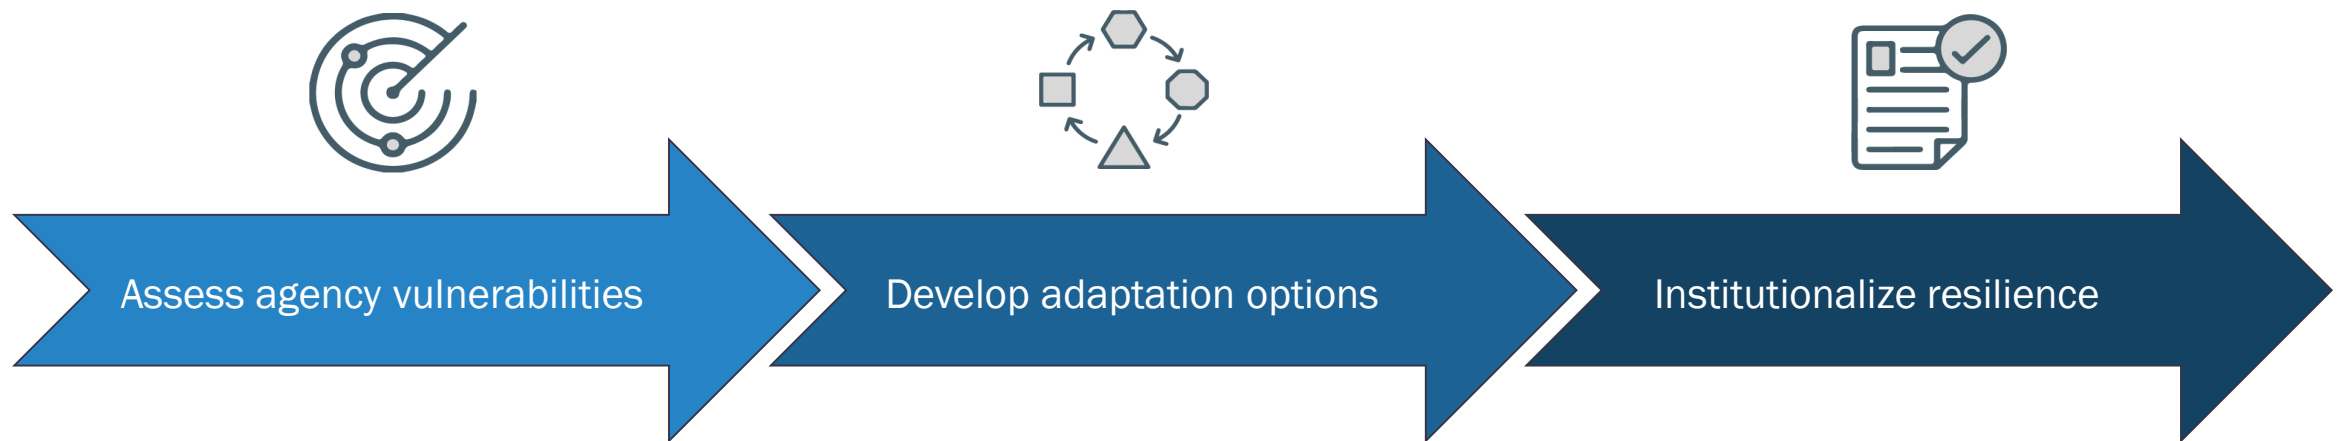 Assess agency vulnerabilities
Develop adaptation options
Institutionalize resilience